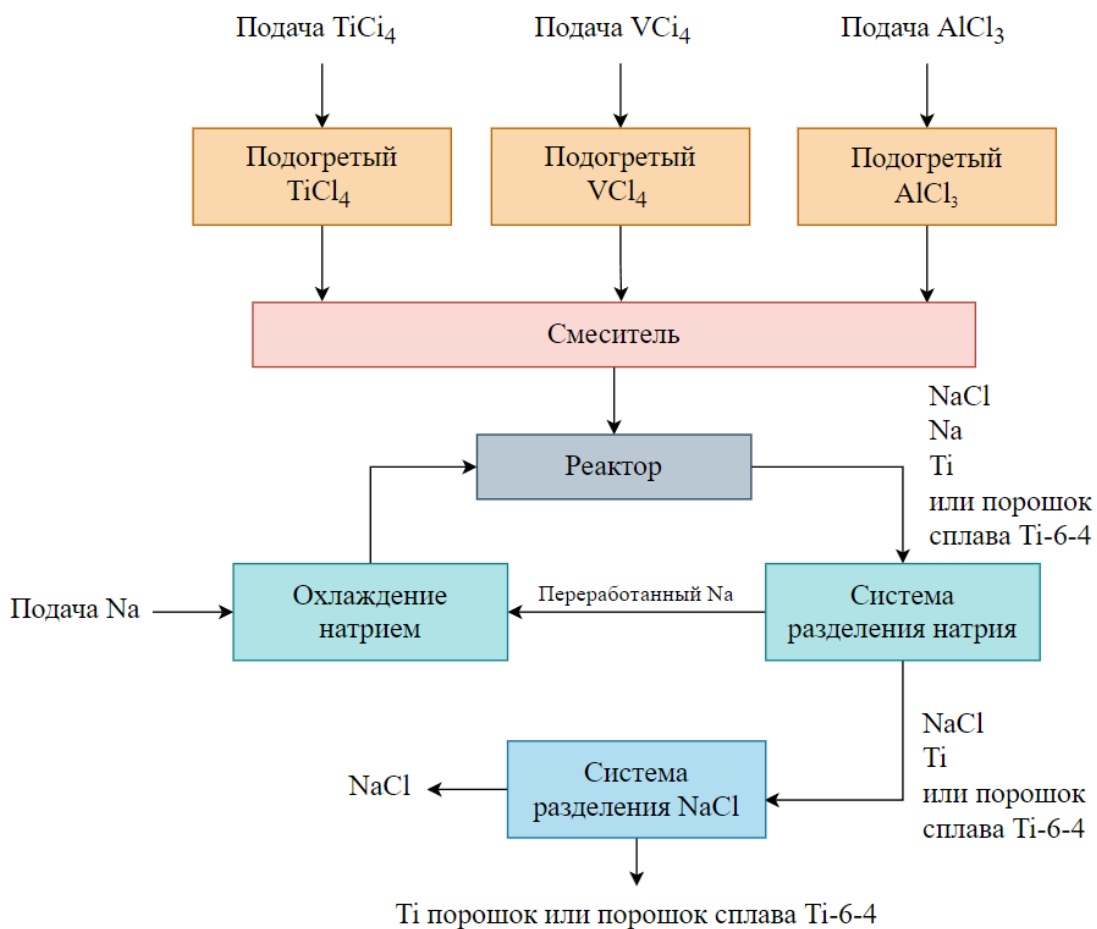 Подача TiCi₄
Подача VCi₄
Подача AlCl₃
Подогретый
TiCl₄
Подогретый
VCl₄
Подогретый
AlCl₃
Смеситель
Реактор
NaCl
Na
Ti
или порошок
сплава Ti-6-4
Подача Na
Охлаждение
натрием
Переработанный Na
Система
разделения натрия
NaCl
Ti
или порошок
сплава Ti-6-4
Система
разделения NaCl
NaCl
Ti порошок или порошок сплава Ti-6-4